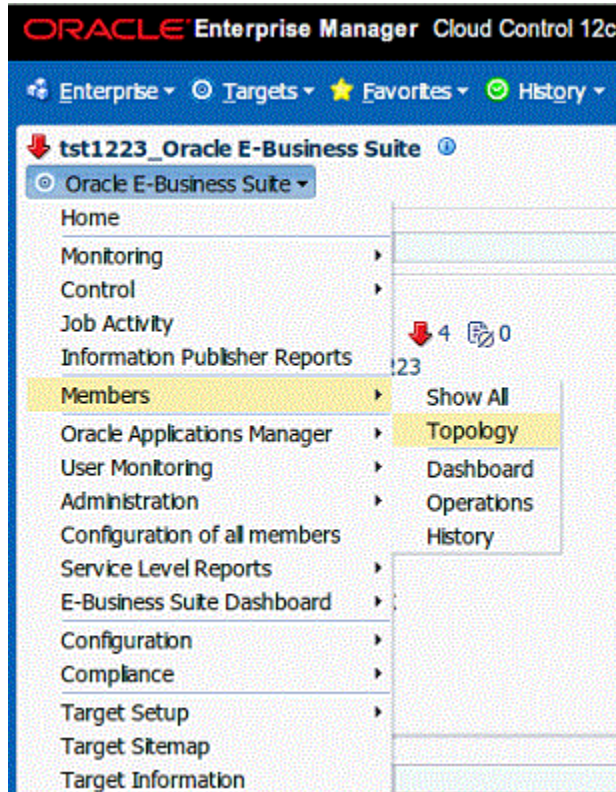 ORACLE Enterprise Manager Cloud Control 12c
Enterprise Targets Favorites History
tst1223_Oracle E-Business Suite
Oracle E-Business Suite
Home
Monitoring
Control
Job Activity
4 0
Information Publisher Reports
223
Members
Show All
Oracle Applications Manager
Topology
User Monitoring
Dashboard
Administration
Operations
Configuration of all members
History
Service Level Reports
E-Business Suite Dashboard
Configuration
Compliance
Target Setup
Target Sitemap
Target Information